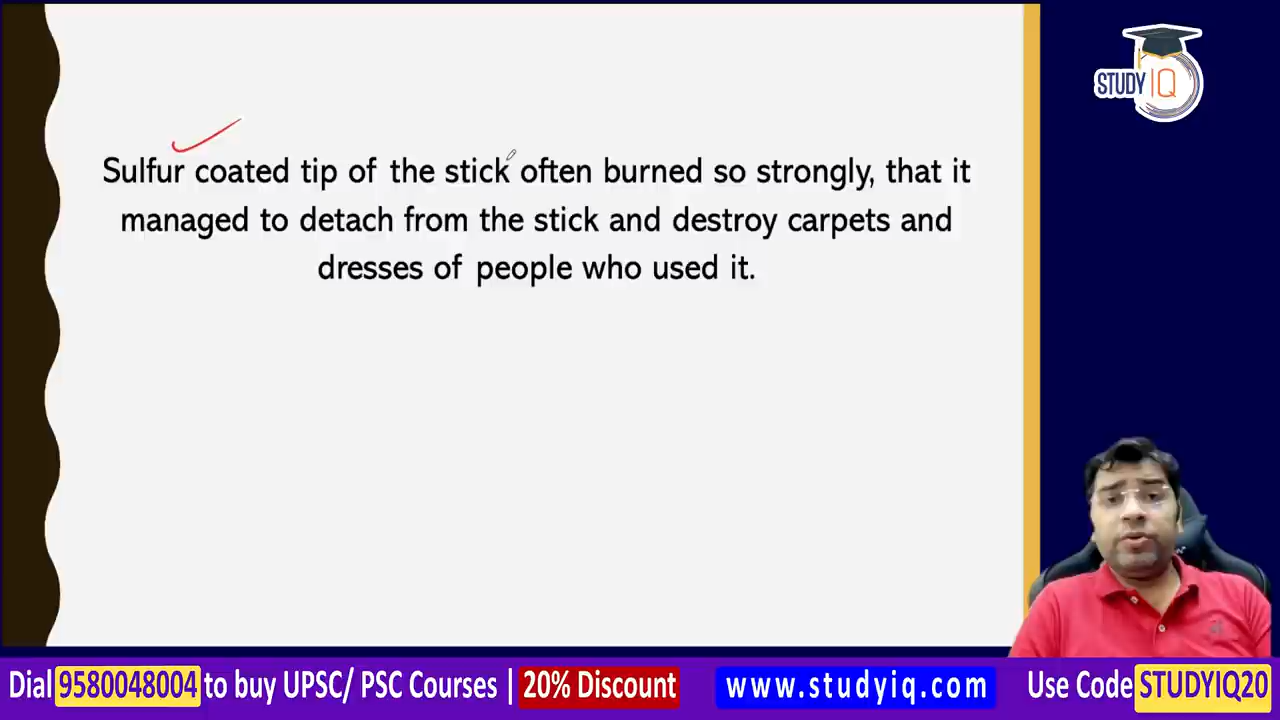 STUDY IQ
Sulfur coated tip of the stick often burned so strongly, that it
managed to detach from the stick and destroy carpets and
dresses of people who used it.
Dial 9580048004 to buy UPSC/ PSC Courses | 20% Discount www.studyiq.com Use Code STUDYIQ20